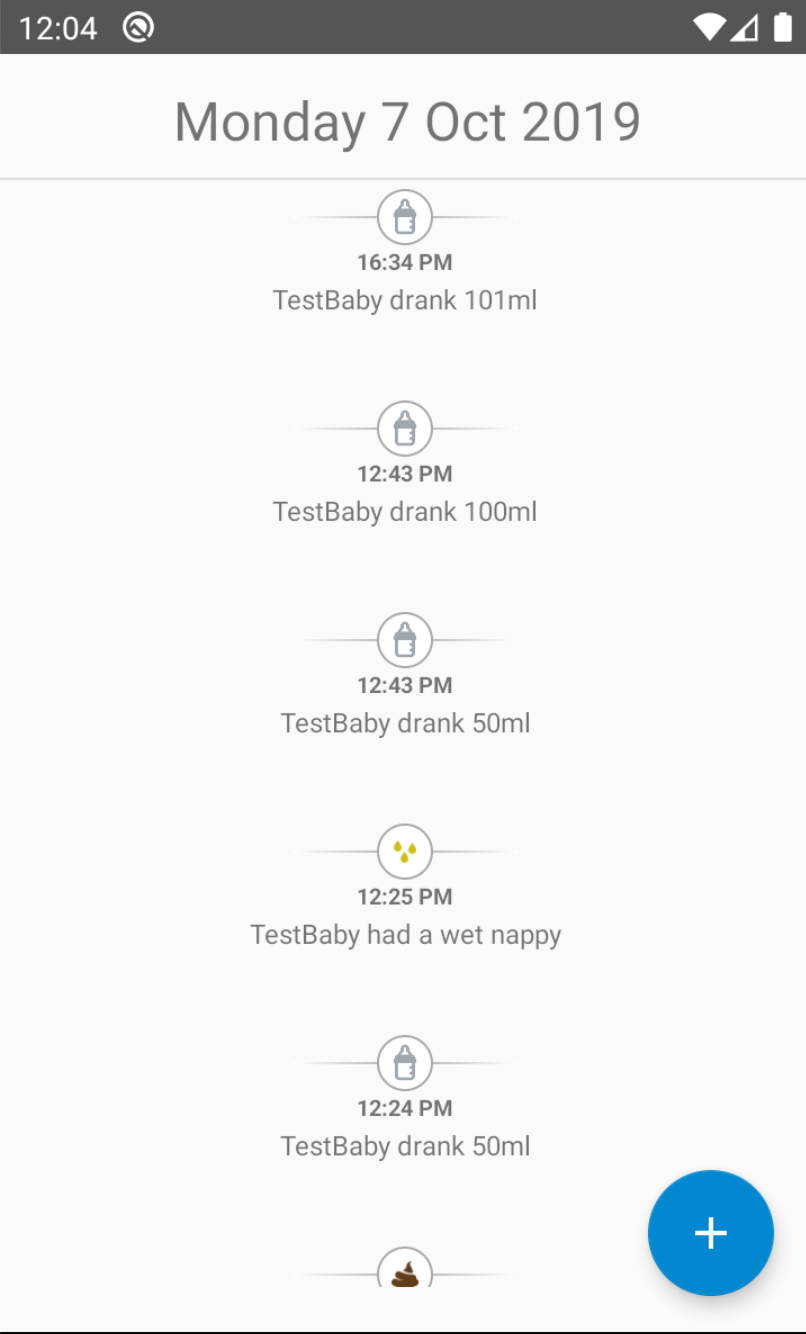 12:04
Monday 7 Oct 2019
16:34 PM
TestBaby drank 101ml
12:43 PM
TestBaby drank 100ml
12:43 PM
TestBaby drank 50ml
12:25 PM
TestBaby had a wet nappy
12:24 PM
TestBaby drank 50ml
+